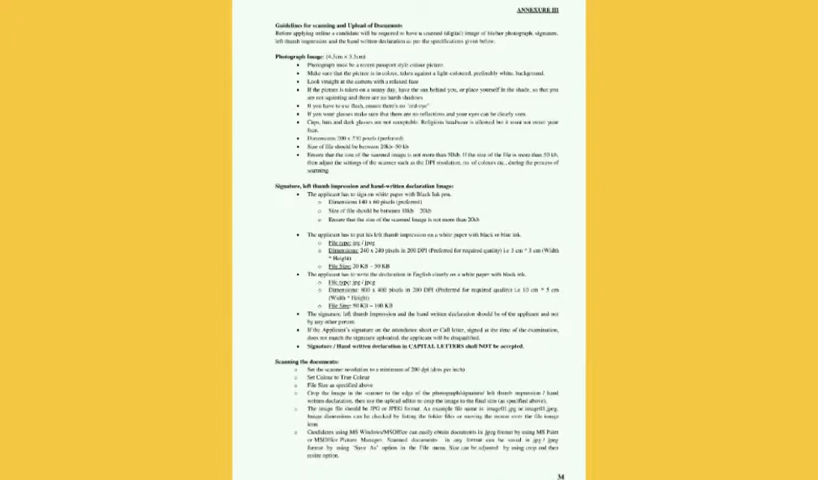 ANNEXURE III
Guidelines for scanning and Upload of Documents
Before applying online a candidate will be required to have a scanned (digital) image of his/her photograph, signature,
left thumb impression and the hand written declaration as per the specifications given below.
Photograph Image: (4.5cm × 3.5cm)
• Photograph must be a recent passport style colour picture.
• Make sure that the picture is in colour, taken against a light-coloured, preferably white, background.
• Look straight at the camera with a relaxed face
• If the picture is taken on a sunny day, have the sun behind you, or place yourself in the shade, so that you
are not squinting and there are no harsh shadows
• If you have to use flash, ensure there's no "red-eye"
• If you wear glasses make sure that there are no reflections and your eyes can be clearly seen.
• Caps, hats and dark glasses are not acceptable. Religious headwear is allowed but it must not cover your
face.
• Dimensions 200 x 230 pixels (preferred)
• Size of file should be between 20kb–50 kb
• Ensure that the size of the scanned image is not more than 50kb. If the size of the file is more than 50 kb,
then adjust the settings of the scanner such as the DPI resolution, no. of colours etc., during the process of
scanning.
Signature, left thumb impression and hand-written declaration Image:
• The applicant has to sign on white paper with Black Ink pen.
o Dimensions 140 x 60 pixels (preferred)
o Size of file should be between 10kb – 20kb
o Ensure that the size of the scanned image is not more than 20kb
• The applicant has to put his left thumb impression on a white paper with black or blue ink.
o File type: jpg / jpeg
o Dimensions: 240 x 240 pixels in 200 DPI (Preferred for required quality) i.e 3 cm * 3 cm (Width
* Height)
o File Size: 20 KB – 50 KB
• The applicant has to write the declaration in English clearly on a white paper with black ink.
o File type: jpg / jpeg
o Dimensions: 800 x 400 pixels in 200 DPI (Preferred for required quality) i.e 10 cm * 5 cm
(Width * Height)
o File Size: 50 KB – 100 KB
• The signature, left thumb impression and the hand written declaration should be of the applicant and not
by any other person.
• If the Applicant's signature on the attendance sheet or Call letter, signed at the time of the examination,
does not match the signature uploaded, the applicant will be disqualified.
• Signature / Hand written declaration in CAPITAL LETTERS shall NOT be accepted.
Scanning the documents:
o Set the scanner resolution to a minimum of 200 dpi (dots per inch)
o Set Colour to True Colour
o File Size as specified above
o Crop the image in the scanner to the edge of the photograph/signature/ left thumb impression / hand
written declaration, then use the upload editor to crop the image to the final size (as specified above).
o The image file should be JPG or JPEG format. An example file name is: image01.jpg or image01.jpeg.
Image dimensions can be checked by listing the folder files or moving the mouse over the file image
icon.
o Candidates using MS Windows/MSOffice can easily obtain documents in .jpeg format by using MS Paint
or MSOffice Picture Manager. Scanned documents in any format can be saved in .jpg / .jpeg
format by using 'Save As' option in the File menu. Size can be adjusted by using crop and then
resize option.
34